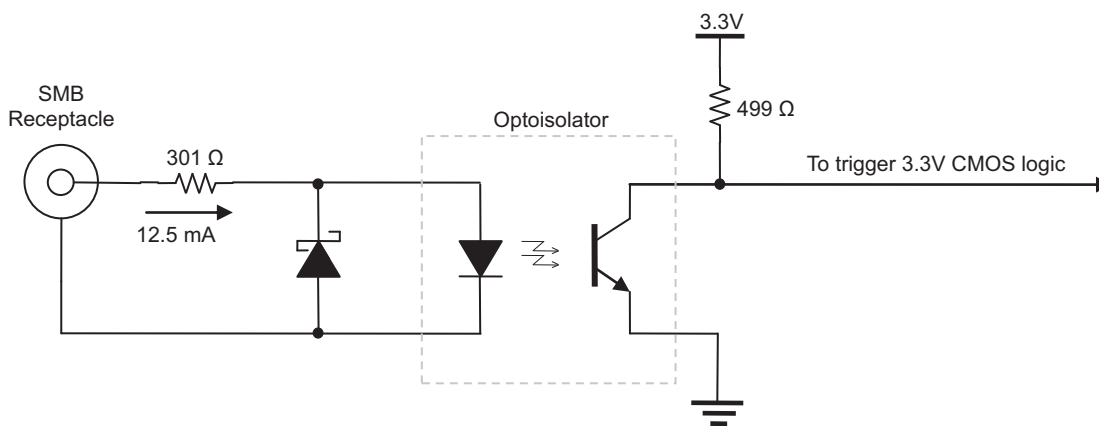 3.3V
SMB
Receptacle
499 Ω
Optoisolator
301 Ω
To trigger 3.3V CMOS logic
12.5 mA